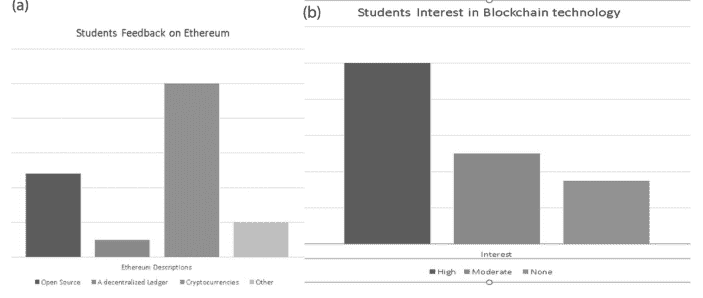 (a)
Students Feedback on Ethereum
Ethereum Descriptions
Open Source A decentralized Ledger Cryptocurrencies Other
(b)
Students Interest in Blockchain technology
Interest
High Moderate None